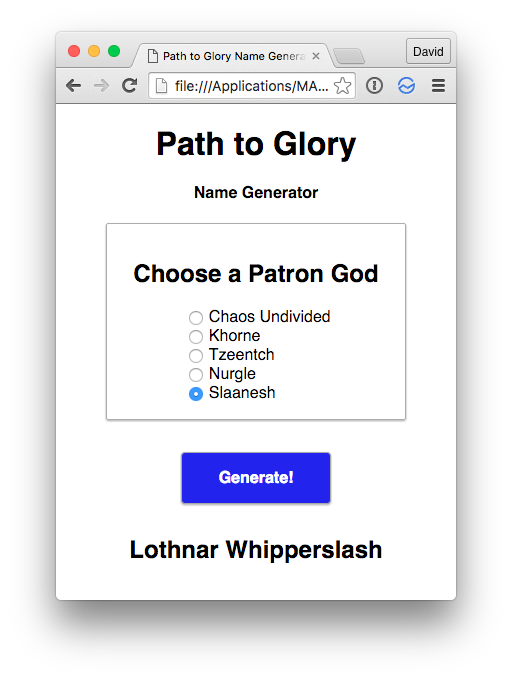 Path to Glory Name Genera
David
file:///Applications/MA...
Path to Glory
Name Generator
Choose a Patron God
Chaos Undivided
Khorne
Tzeentch
Nurgle
Slaanesh
Generate!
Lothnar Whipperslash